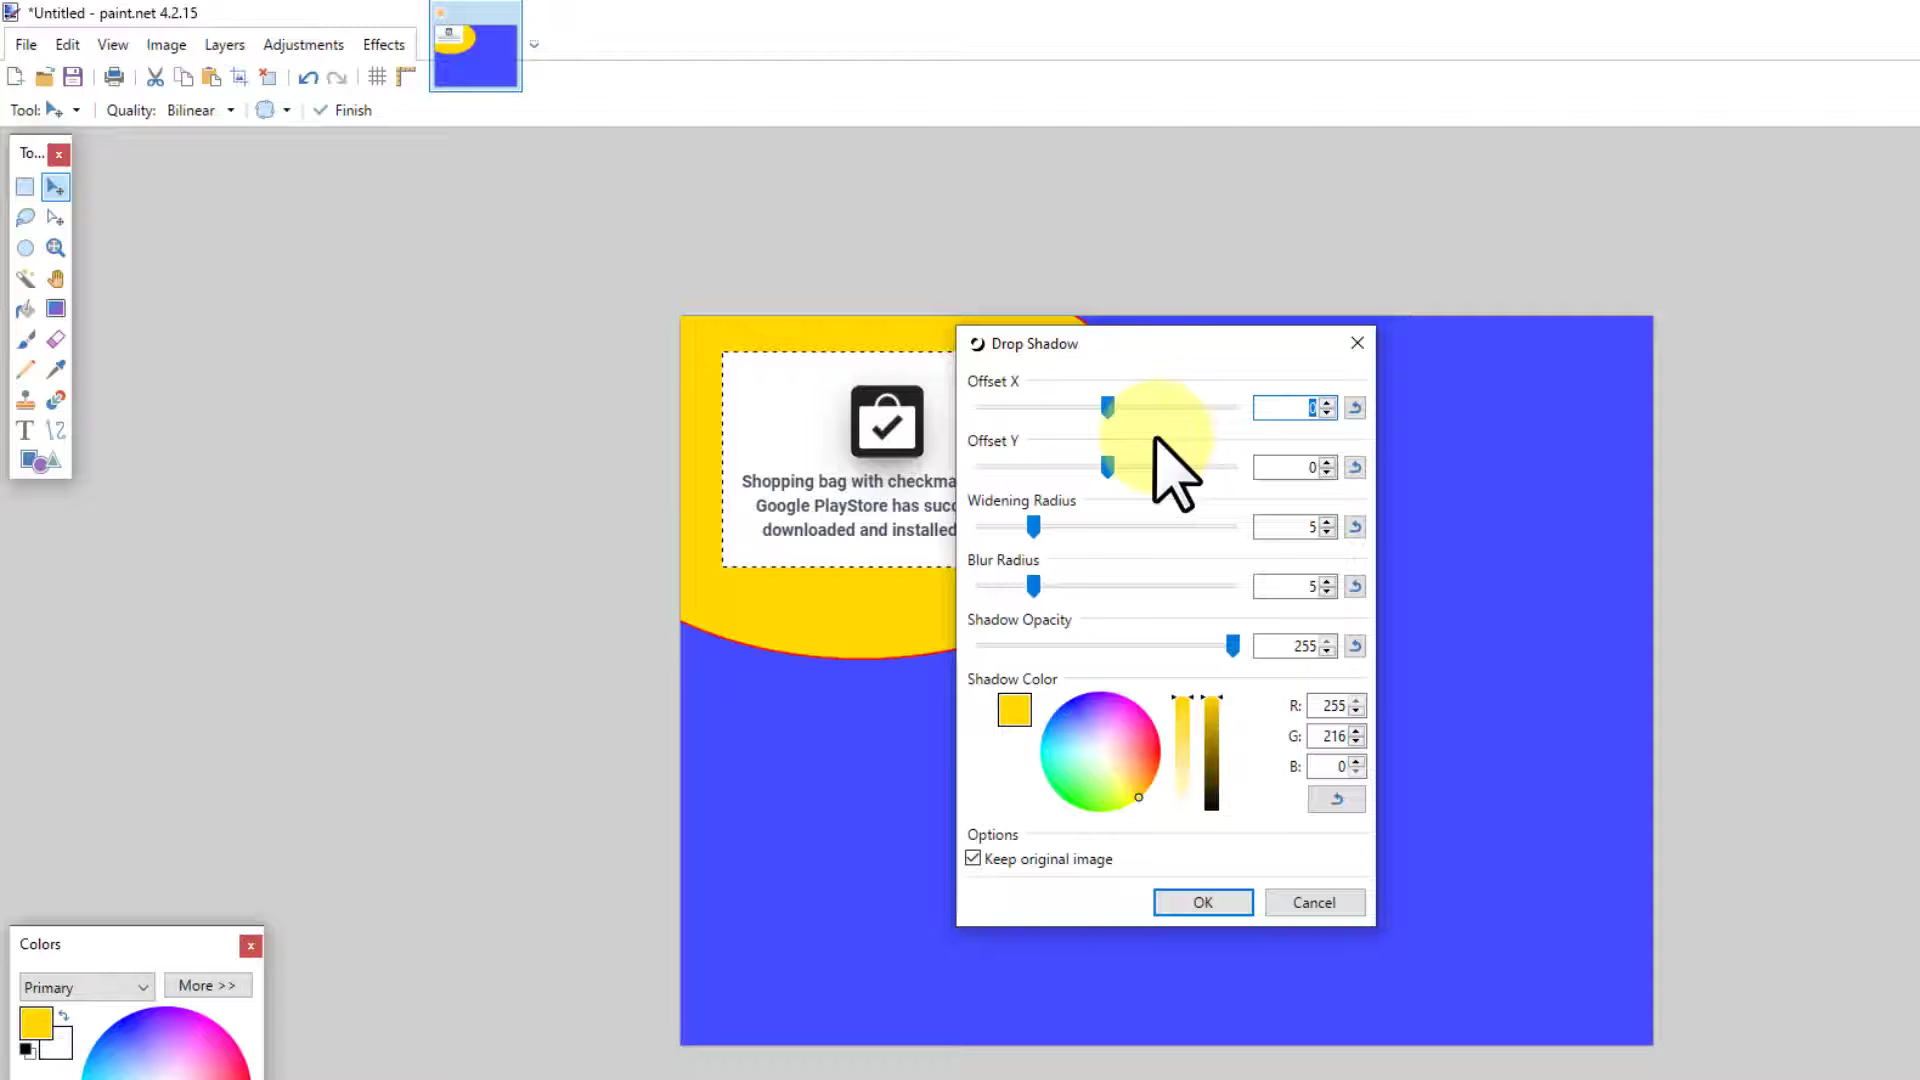 *Untitled - paint.net 4.2.15
File Edit View Image Layers Adjustments Effects
Tool: Quality: Bilinear Finish
To...
Drop Shadow
Offset X
0
Offset Y
0
Widening Radius
5
Blur Radius
5
Shadow Opacity
255
Shadow Color
R: 255
G: 216
B: 0
Options
Keep original image
OK Cancel
Shopping bag with checkma
Google PlayStore has succ
downloaded and installed
Colors
Primary More >>